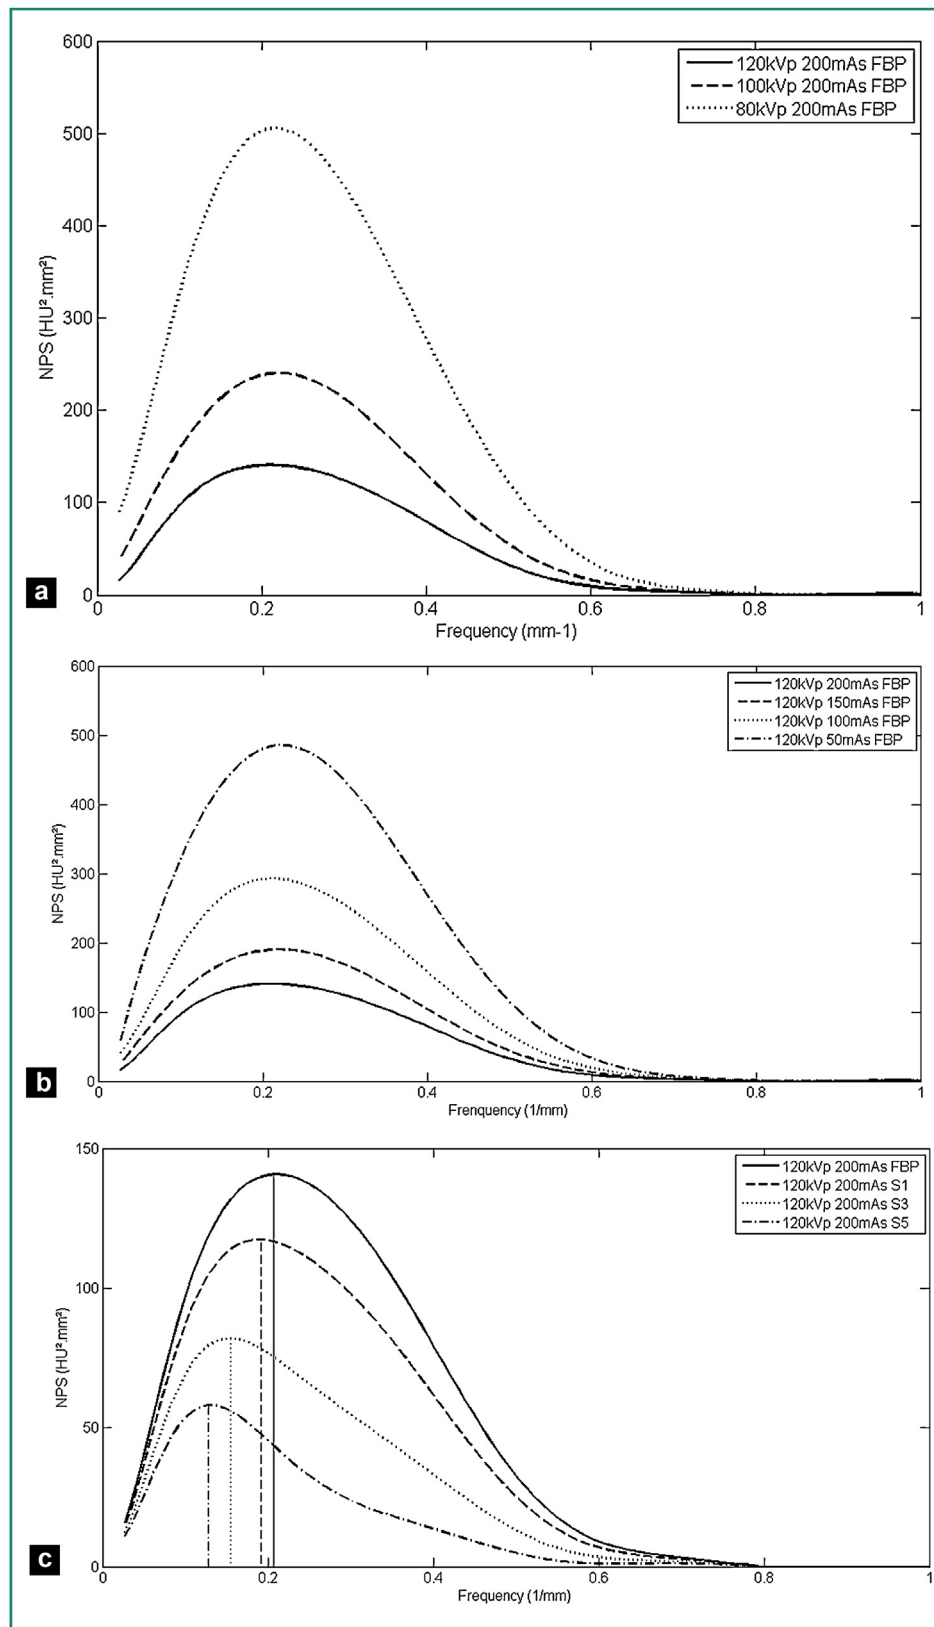 600
500
400
300
200
100
0
NPS (HU².mm²)
120kVp 200mAs FBP
100kVp 200mAs FBP
80kVp 200mAs FBP
0 0.2 0.4 0.6 0.8 1
Frequency (mm-1)
a
600
500
400
300
200
100
0
NPS (HU².mm²)
120kVp 200mAs FBP
120kVp 150mAs FBP
120kVp 100mAs FBP
120kVp 50mAs FBP
0 0.2 0.4 0.6 0.8 1
Frenquency (1/mm)
b
150
100
50
0
NPS (HU².mm²)
120kVp 200mAs FBP
120kVp 200mAs S1
120kVp 200mAs S3
120kVp 200mAs S5
0 0.2 0.4 0.6 0.8 1
Frequency (1/mm)
c